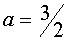 a = 3/2